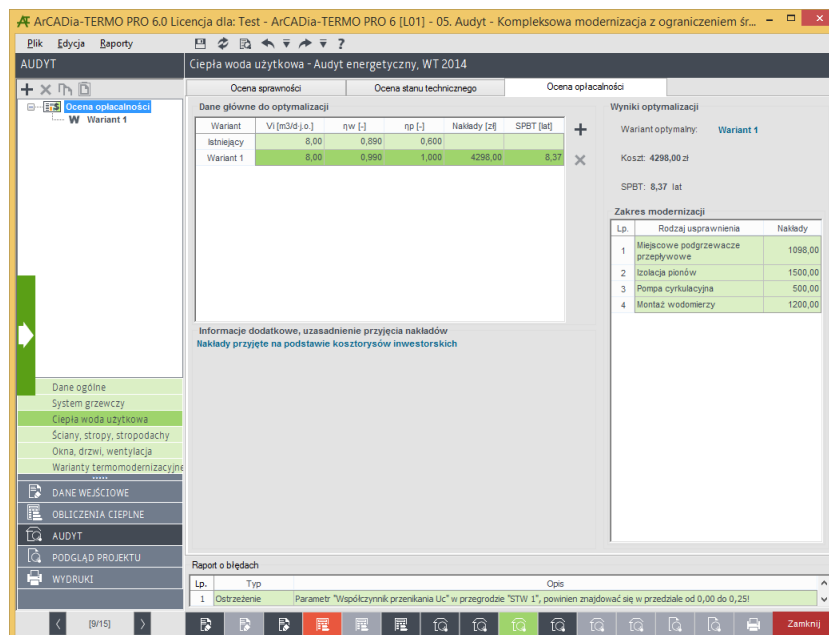 ArCADia-TERMO PRO 6.0 Licencja dla: Test - ArCADia-TERMO PRO 6 [L01] - 05. Audyt - Kompleksowa modernizacja z ograniczeniem śr...
Plik Edycja Raporty
AUDYT
Ciepła woda użytkowa - Audyt energetyczny, WT 2014
Ocena opłacalności
W Wariant 1
Ocena sprawności Ocena stanu technicznego Ocena opłacalności
Dane główne do optymalizacji
Wariant Vi [m3/d·j.o.] ηw [-] ηp [-] Nakłady [zł] SPBT [lat]
Istniejący 8,00 0,890 0,600
Wariant 1 8,00 0,990 1,000 4298,00 8,37
Informacje dodatkowe, uzasadnienie przyjęcia nakładów
Nakłady przyjęte na podstawie kosztorysów inwestorskich
Wyniki optymalizacji
Wariant optymalny: Wariant 1
Koszt: 4298,00 zł
SPBT: 8,37 lat
Zakres modernizacji
Lp. Rodzaj usprawnienia Nakłady
1 Miejscowe podgrzewacze przepływowe 1098,00
2 Izolacja pionów 1500,00
3 Pompa cyrkulacyjna 500,00
4 Montaż wodomierzy 1200,00
Dane ogólne
System grzewczy
Ciepła woda użytkowa
Ściany, stropy, stropodachy
Okna, drzwi, wentylacja
Warianty termomodernizacyjne
DANE WEJŚCIOWE
OBLICZENIA CIEPLNE
AUDYT
PODGLĄD PROJEKTU
WYDRUKI
Raport o błędach
Lp. Typ Opis
1 Ostrzeżenie Parametr "Współczynnik przenikania Uc" w przegrodzie "STW 1", powinien znajdować się w przedziale od 0,00 do 0,25!
[9/15]
Zamknij